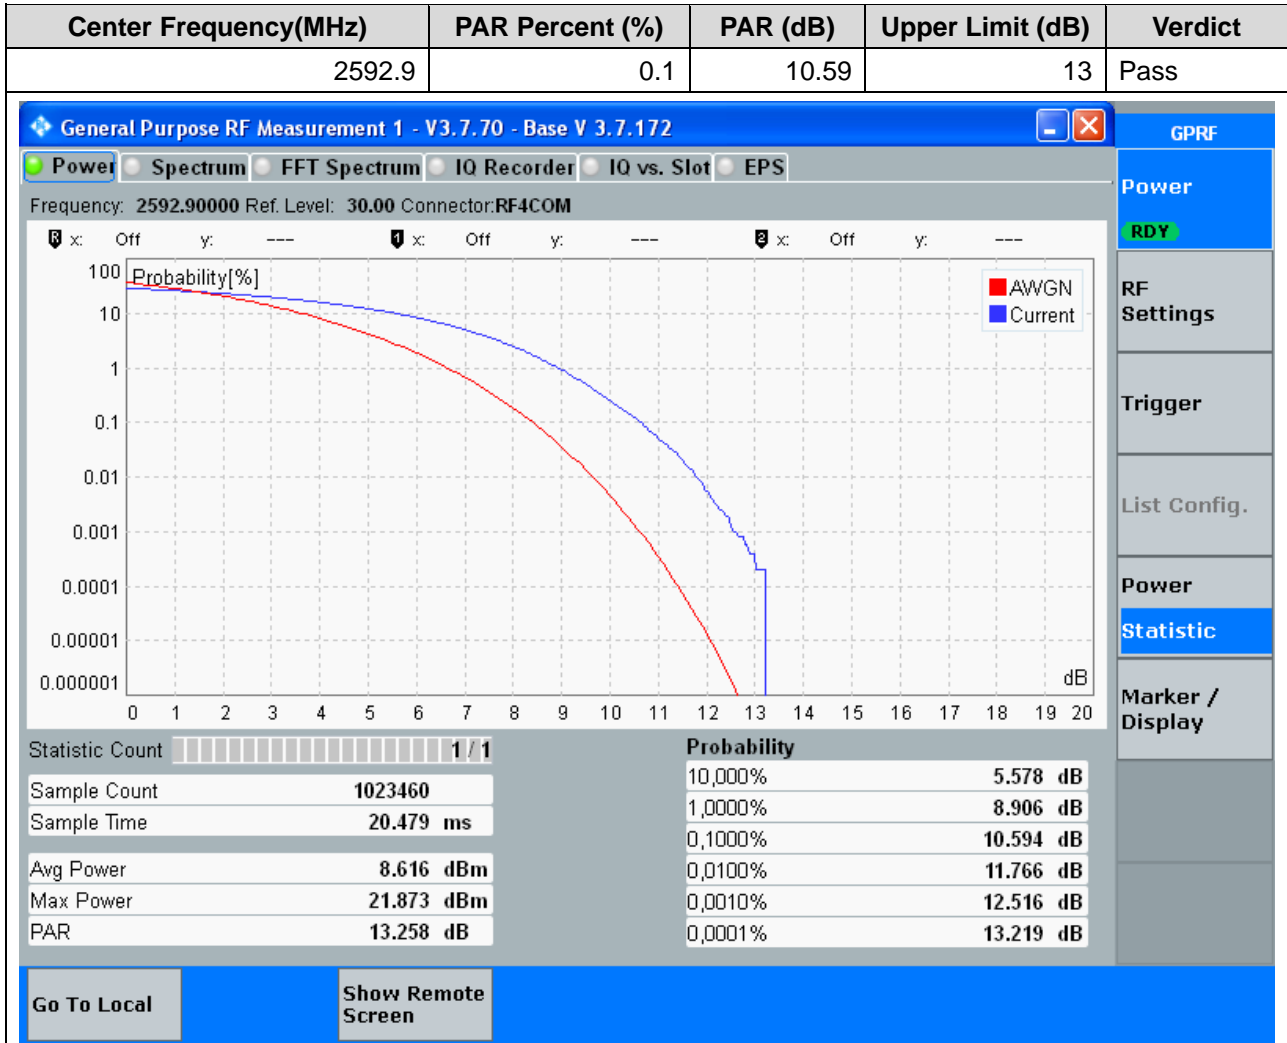 Center Frequency(MHz) PAR Percent (%) PAR (dB) Upper Limit (dB) Verdict
2592.9 0.1 10.59 13 Pass
General Purpose RF Measurement 1 - V3.7.70 - Base V 3.7.172
GPRF
Power Spectrum FFT Spectrum IQ Recorder IQ vs. Slot EPS
Power
RDY
Frequency: 2592.90000 Ref. Level: 30.00 Connector:RF4COM
R x: Off y: --- 1 x: Off y: --- 2 x: Off y: ---
Probability[%]
AWGN
Current
100
10
1
0.1
0.01
0.001
0.0001
0.00001
0.000001
dB
0 1 2 3 4 5 6 7 8 9 10 11 12 13 14 15 16 17 18 19 20
RF
Settings
Trigger
List Config.
Power
Statistic
Marker /
Display
Statistic Count 1 / 1
Sample Count 1023460
Sample Time 20.479 ms
Avg Power 8.616 dBm
Max Power 21.873 dBm
PAR 13.258 dB
Probability
10,000% 5.578 dB
1,0000% 8.906 dB
0,1000% 10.594 dB
0,0100% 11.766 dB
0,0010% 12.516 dB
0,0001% 13.219 dB
Go To Local
Show Remote
Screen